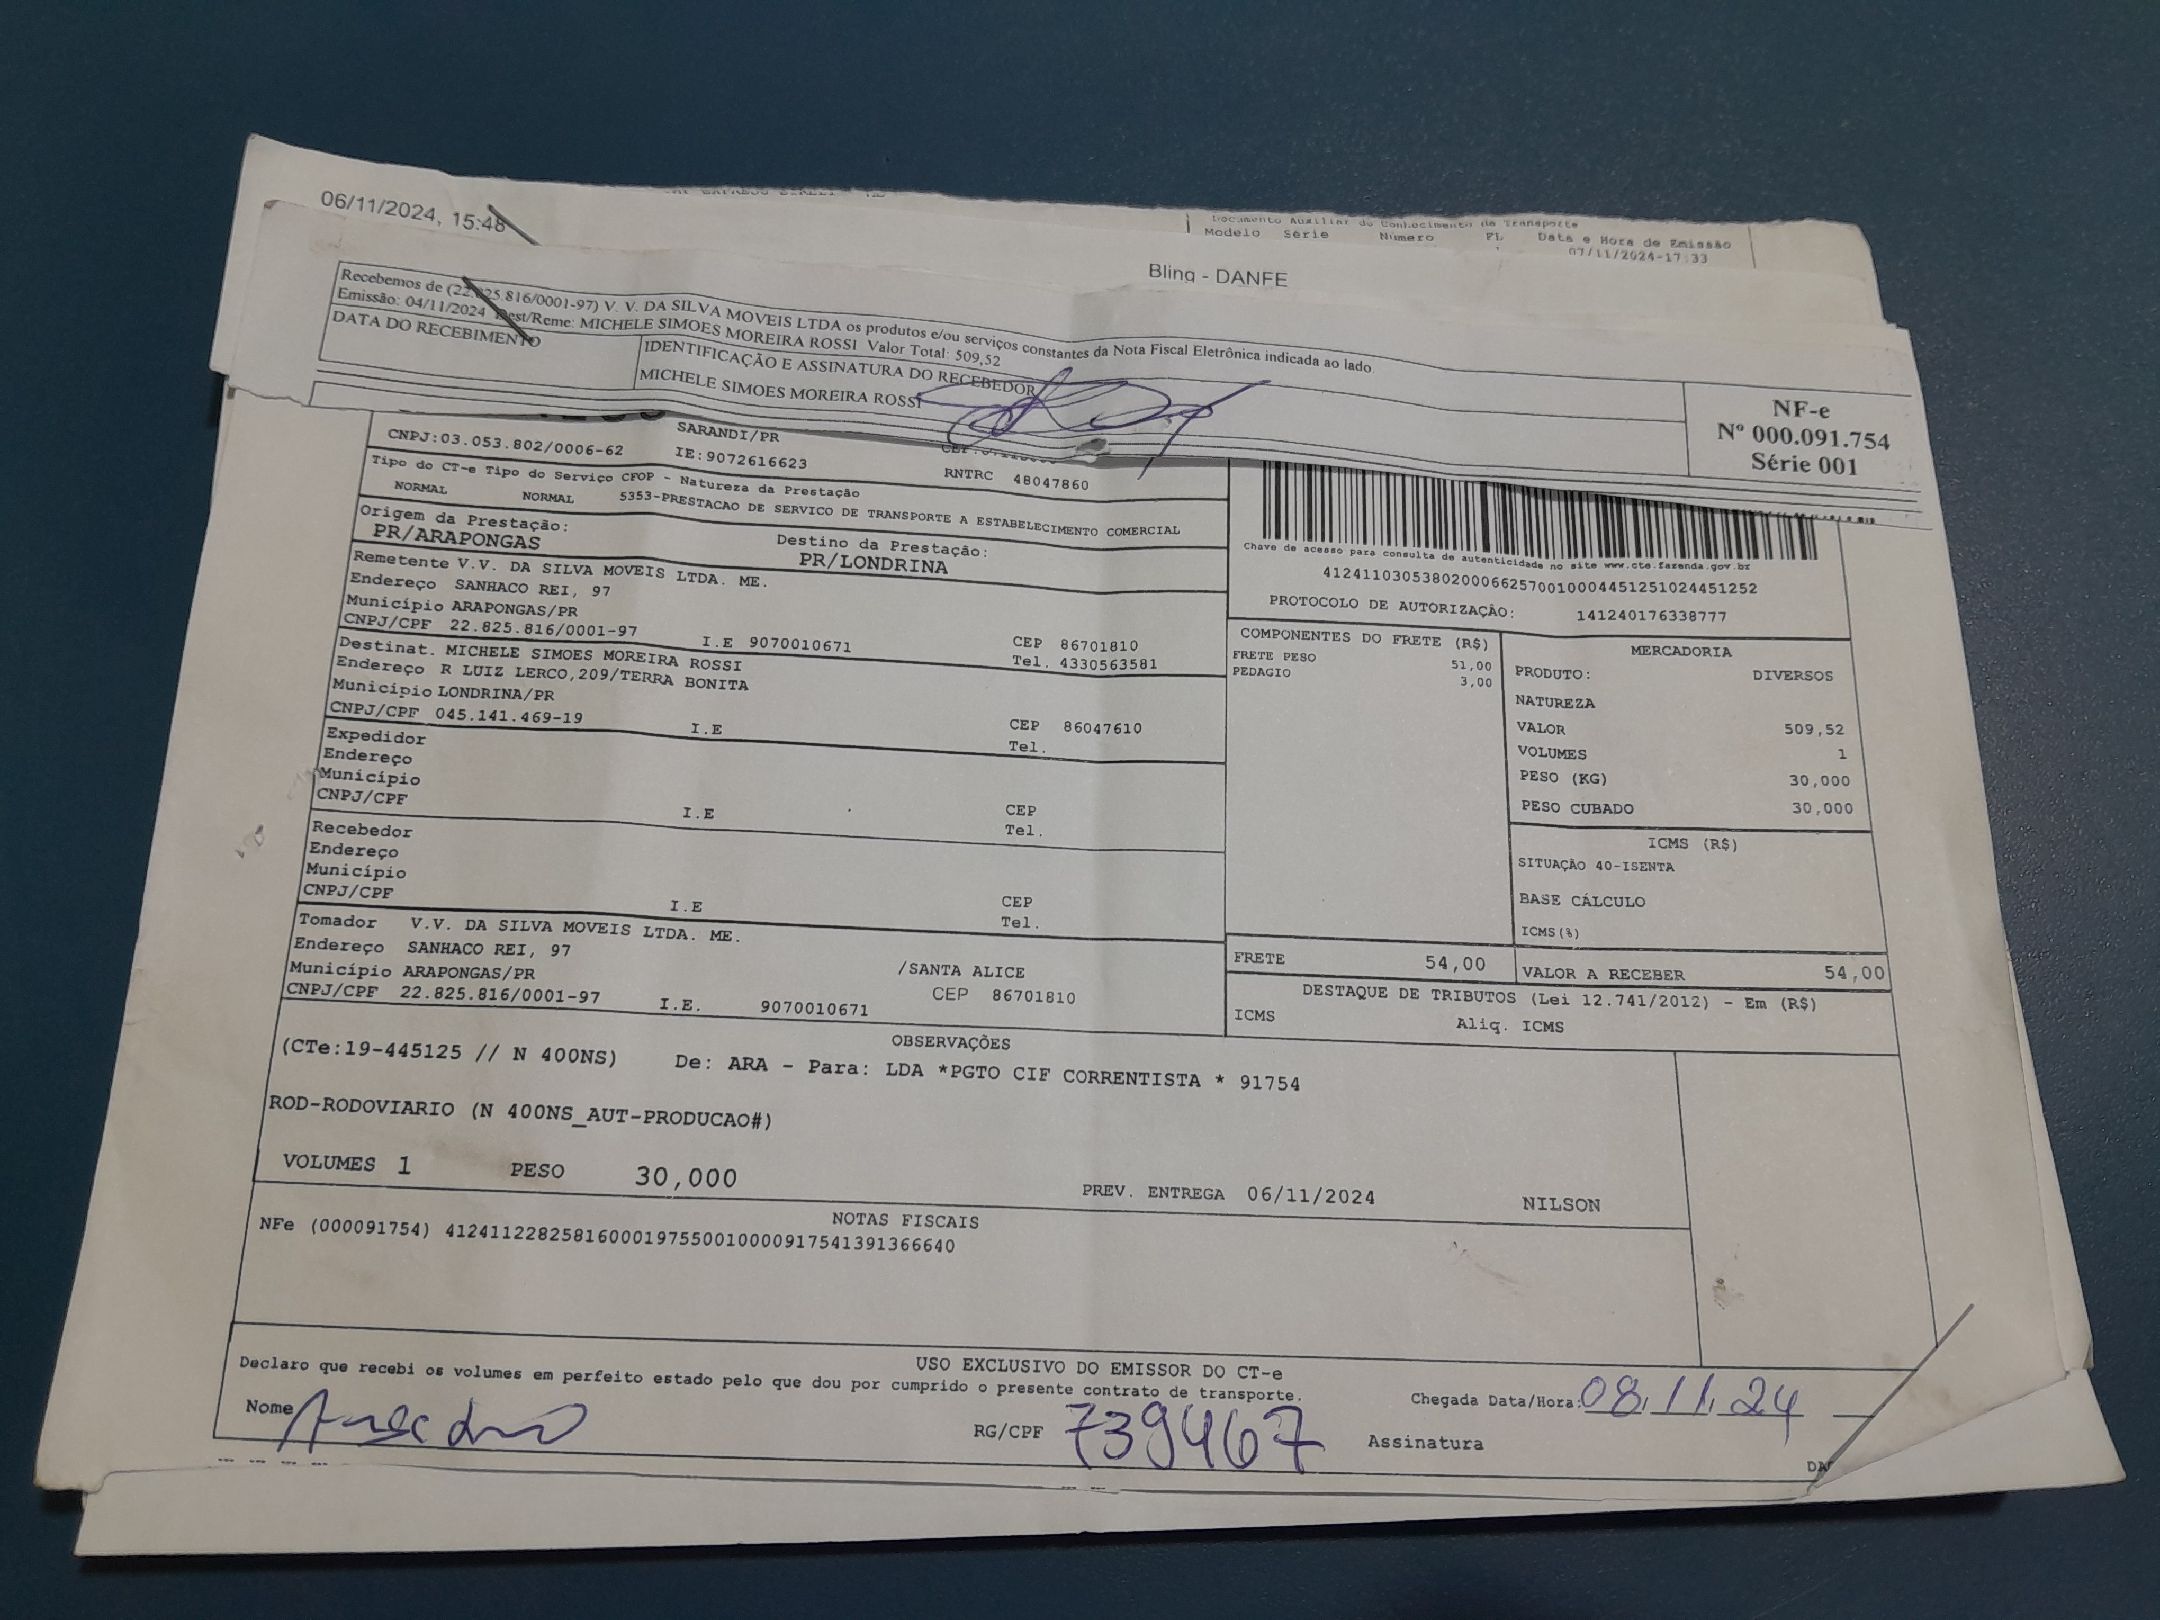 06/11/2024, 15:48
Documento Auxiliar do Conhecimento de Transporte
Modelo Série Número FL Data e Hora de Emissão
07/11/2024-17:33
Bling - DANFE
Recebemos de (22.825.816/0001-97) V. V. DA SILVA MOVEIS LTDA os produtos e/ou serviços constantes da Nota Fiscal Eletrônica indicada ao lado.
Emissão: 04/11/2024 Dest/Reme: MICHELE SIMOES MOREIRA ROSSI Valor Total: 509,52
DATA DO RECEBIMENTO
IDENTIFICAÇÃO E ASSINATURA DO RECEBEDOR
MICHELE SIMOES MOREIRA ROSSI
NF-e
Nº 000.091.754
Série 001
SARANDI/PR
CNPJ:03.053.802/0006-62 IE:9072616623 RNTRC 48047860
Tipo do CT-e Tipo do Serviço CFOP - Natureza da Prestação
NORMAL NORMAL 5353-PRESTACAO DE SERVICO DE TRANSPORTE A ESTABELECIMENTO COMERCIAL
Origem da Prestação: Destino da Prestação:
PR/ARAPONGAS PR/LONDRINA
Chave de acesso para consulta de autenticidade no site www.cte.fazenda.gov.br
41241103053802000662570010004451251024451252
PROTOCOLO DE AUTORIZAÇÃO: 141240176338777
Remetente V.V. DA SILVA MOVEIS LTDA. ME.
Endereço SANHACO REI, 97
Município ARAPONGAS/PR CEP 86701810
CNPJ/CPF 22.825.816/0001-97 I.E 9070010671 Tel. 4330563581
Destinat. MICHELE SIMOES MOREIRA ROSSI
Endereço R LUIZ LERCO,209/TERRA BONITA
Município LONDRINA/PR CEP 86047610
CNPJ/CPF 045.141.469-19 I.E Tel.
Expedidor
Endereço
Município CEP
CNPJ/CPF I.E Tel.
Recebedor
Endereço
Município CEP
CNPJ/CPF I.E Tel.
Tomador V.V. DA SILVA MOVEIS LTDA. ME.
Endereço SANHACO REI, 97 /SANTA ALICE
Município ARAPONGAS/PR CEP 86701810
CNPJ/CPF 22.825.816/0001-97 I.E. 9070010671
COMPONENTES DO FRETE (R$)
FRETE PESO 51,00
PEDAGIO 3,00
MERCADORIA
PRODUTO: DIVERSOS
NATUREZA
VALOR 509,52
VOLUMES 1
PESO (KG) 30,000
PESO CUBADO 30,000
ICMS (R$)
SITUAÇÃO 40-ISENTA
BASE CÁLCULO
ICMS(%)
FRETE 54,00 VALOR A RECEBER 54,00
DESTAQUE DE TRIBUTOS (Lei 12.741/2012) - Em (R$)
ICMS Aliq. ICMS
OBSERVAÇÕES
(CTe:19-445125 // N 400NS) De: ARA - Para: LDA *PGTO CIF CORRENTISTA * 91754
ROD-RODOVIARIO (N 400NS_AUT-PRODUCAO#)
VOLUMES 1 PESO 30,000 PREV. ENTREGA 06/11/2024 NILSON
NOTAS FISCAIS
NFe (000091754) 41241122825816000197550010000917541391366640
USO EXCLUSIVO DO EMISSOR DO CT-e
Declaro que recebi os volumes em perfeito estado pelo que dou por cumprido o presente contrato de transporte.
Chegada Data/Hora: 08.11.24
Nome RG/CPF 7394467 Assinatura